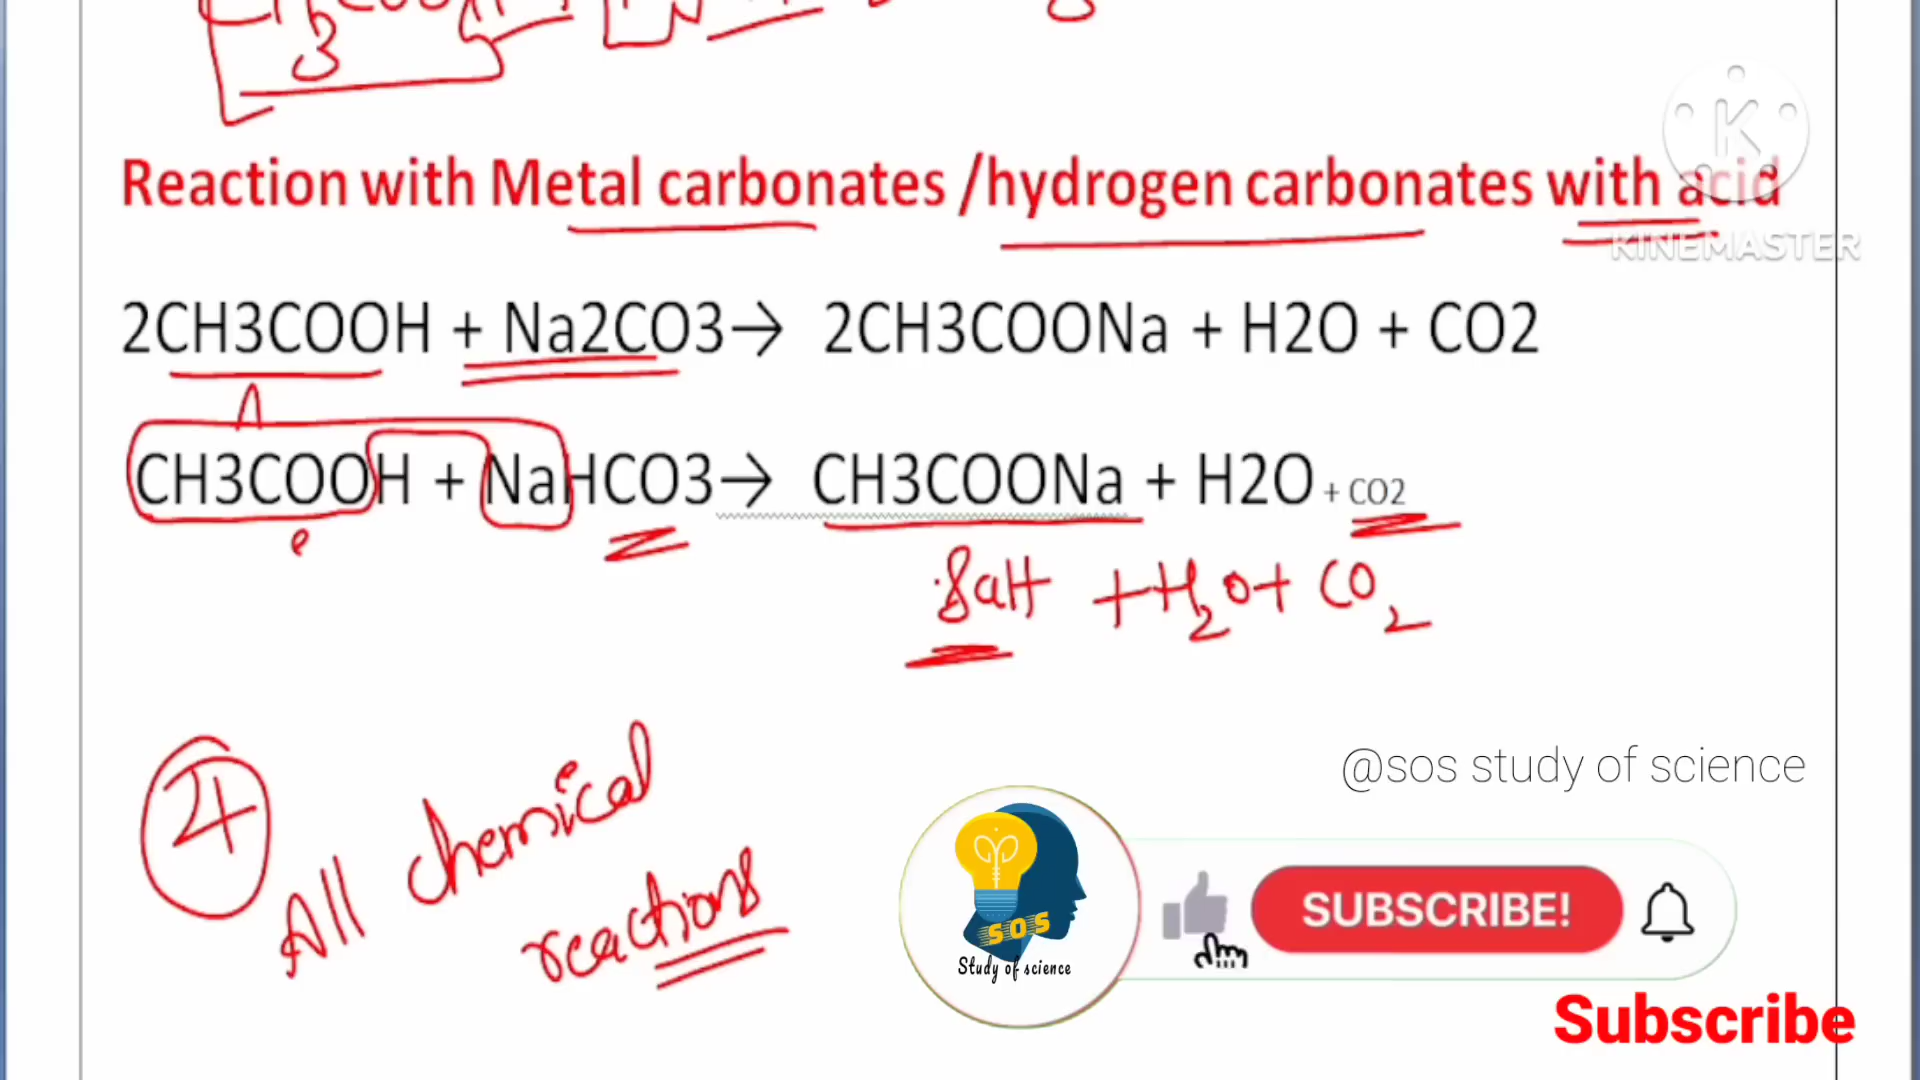 3
Reaction with Metal carbonates /hydrogen carbonates with acid
KINEMASTER
2CH3COOH + Na2CO3→ 2CH3COONa + H2O + CO2
CH3COOH + NaHCO3→ CH3COONa + H2O + CO2
Salt + H2O + CO2
4
All chemical
reactions
@sos study of science
SOS
Study of science
SUBSCRIBE!
Subscribe